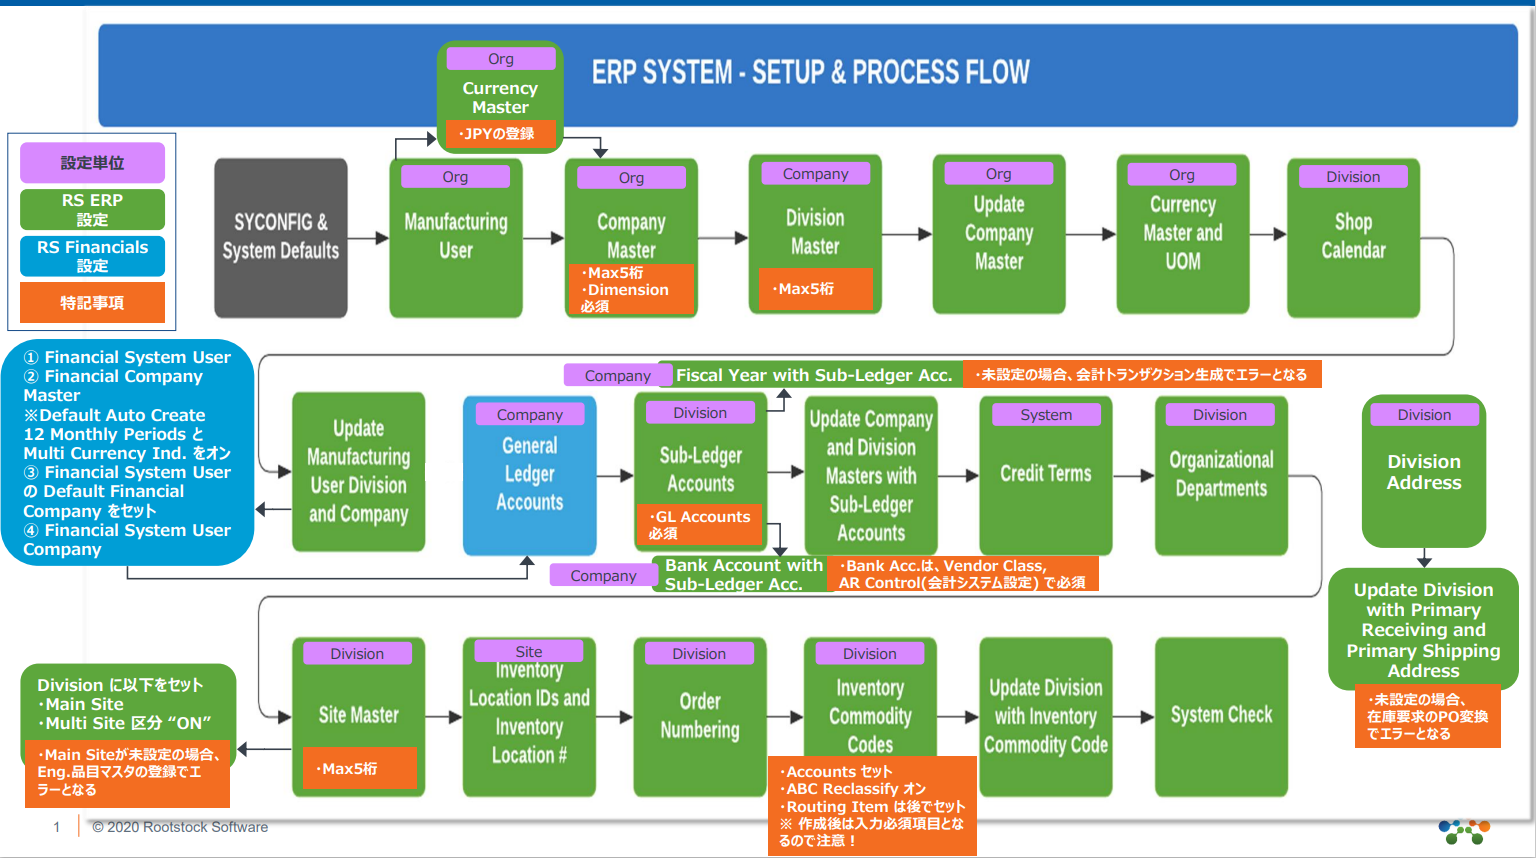 ERP SYSTEM - SETUP & PROCESS FLOW
Org
Currency
Master
・JPYの登録
設定単位
RS ERP
設定
RS Financials
設定
特記事項
SYCONFIG &
System Defaults
Org
Manufacturing
User
Org
Company
Master
・Max5桁
・Dimension
必須
Company
Division
Master
・Max5桁
Org
Update
Company
Master
Org
Currency
Master and
UOM
Division
Shop
Calendar
① Financial System User
② Financial Company
Master
※Default Auto Create
12 Monthly Periods と
Multi Currency Ind. をオン
③ Financial System User
の Default Financial
Company をセット
④ Financial System User
Company
Company
Fiscal Year with Sub-Ledger Acc.
・未設定の場合、会計トランザクション生成でエラーとなる
Update
Manufacturing
User Division
and Company
Company
General
Ledger
Accounts
Division
Sub-Ledger
Accounts
・GL Accounts
必須
Update Company
and Division
Masters with
Sub-Ledger
Accounts
System
Credit Terms
Division
Organizational
Departments
Division
Division
Address
Company
Bank Account with
Sub-Ledger Acc.
・Bank Acc.は、Vendor Class,
AR Control(会計システム設定) で必須
Update Division
with Primary
Receiving and
Primary Shipping
Address
・未設定の場合、
在庫要求のPO変換
でエラーとなる
Division に以下をセット
・Main Site
・Multi Site 区分 “ON”
・Main Siteが未設定の場合、
Eng.品目マスタの登録でエ
ラーとなる
Division
Site Master
・Max5桁
Site
Inventory
Location IDs and
Inventory
Location #
Division
Order
Numbering
Division
Inventory
Commodity
Codes
・Accounts セット
・ABC Reclassify オン
・Routing Item は後でセット
※ 作成後は入力必須項目とな
るので注意！
Update Division
with Inventory
Commodity Code
System Check
1
© 2020 Rootstock Software